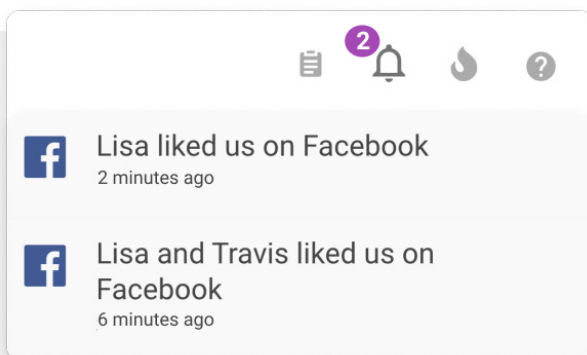 2
?
f
Lisa liked us on Facebook
2 minutes ago
f
Lisa and Travis liked us on
Facebook
6 minutes ago